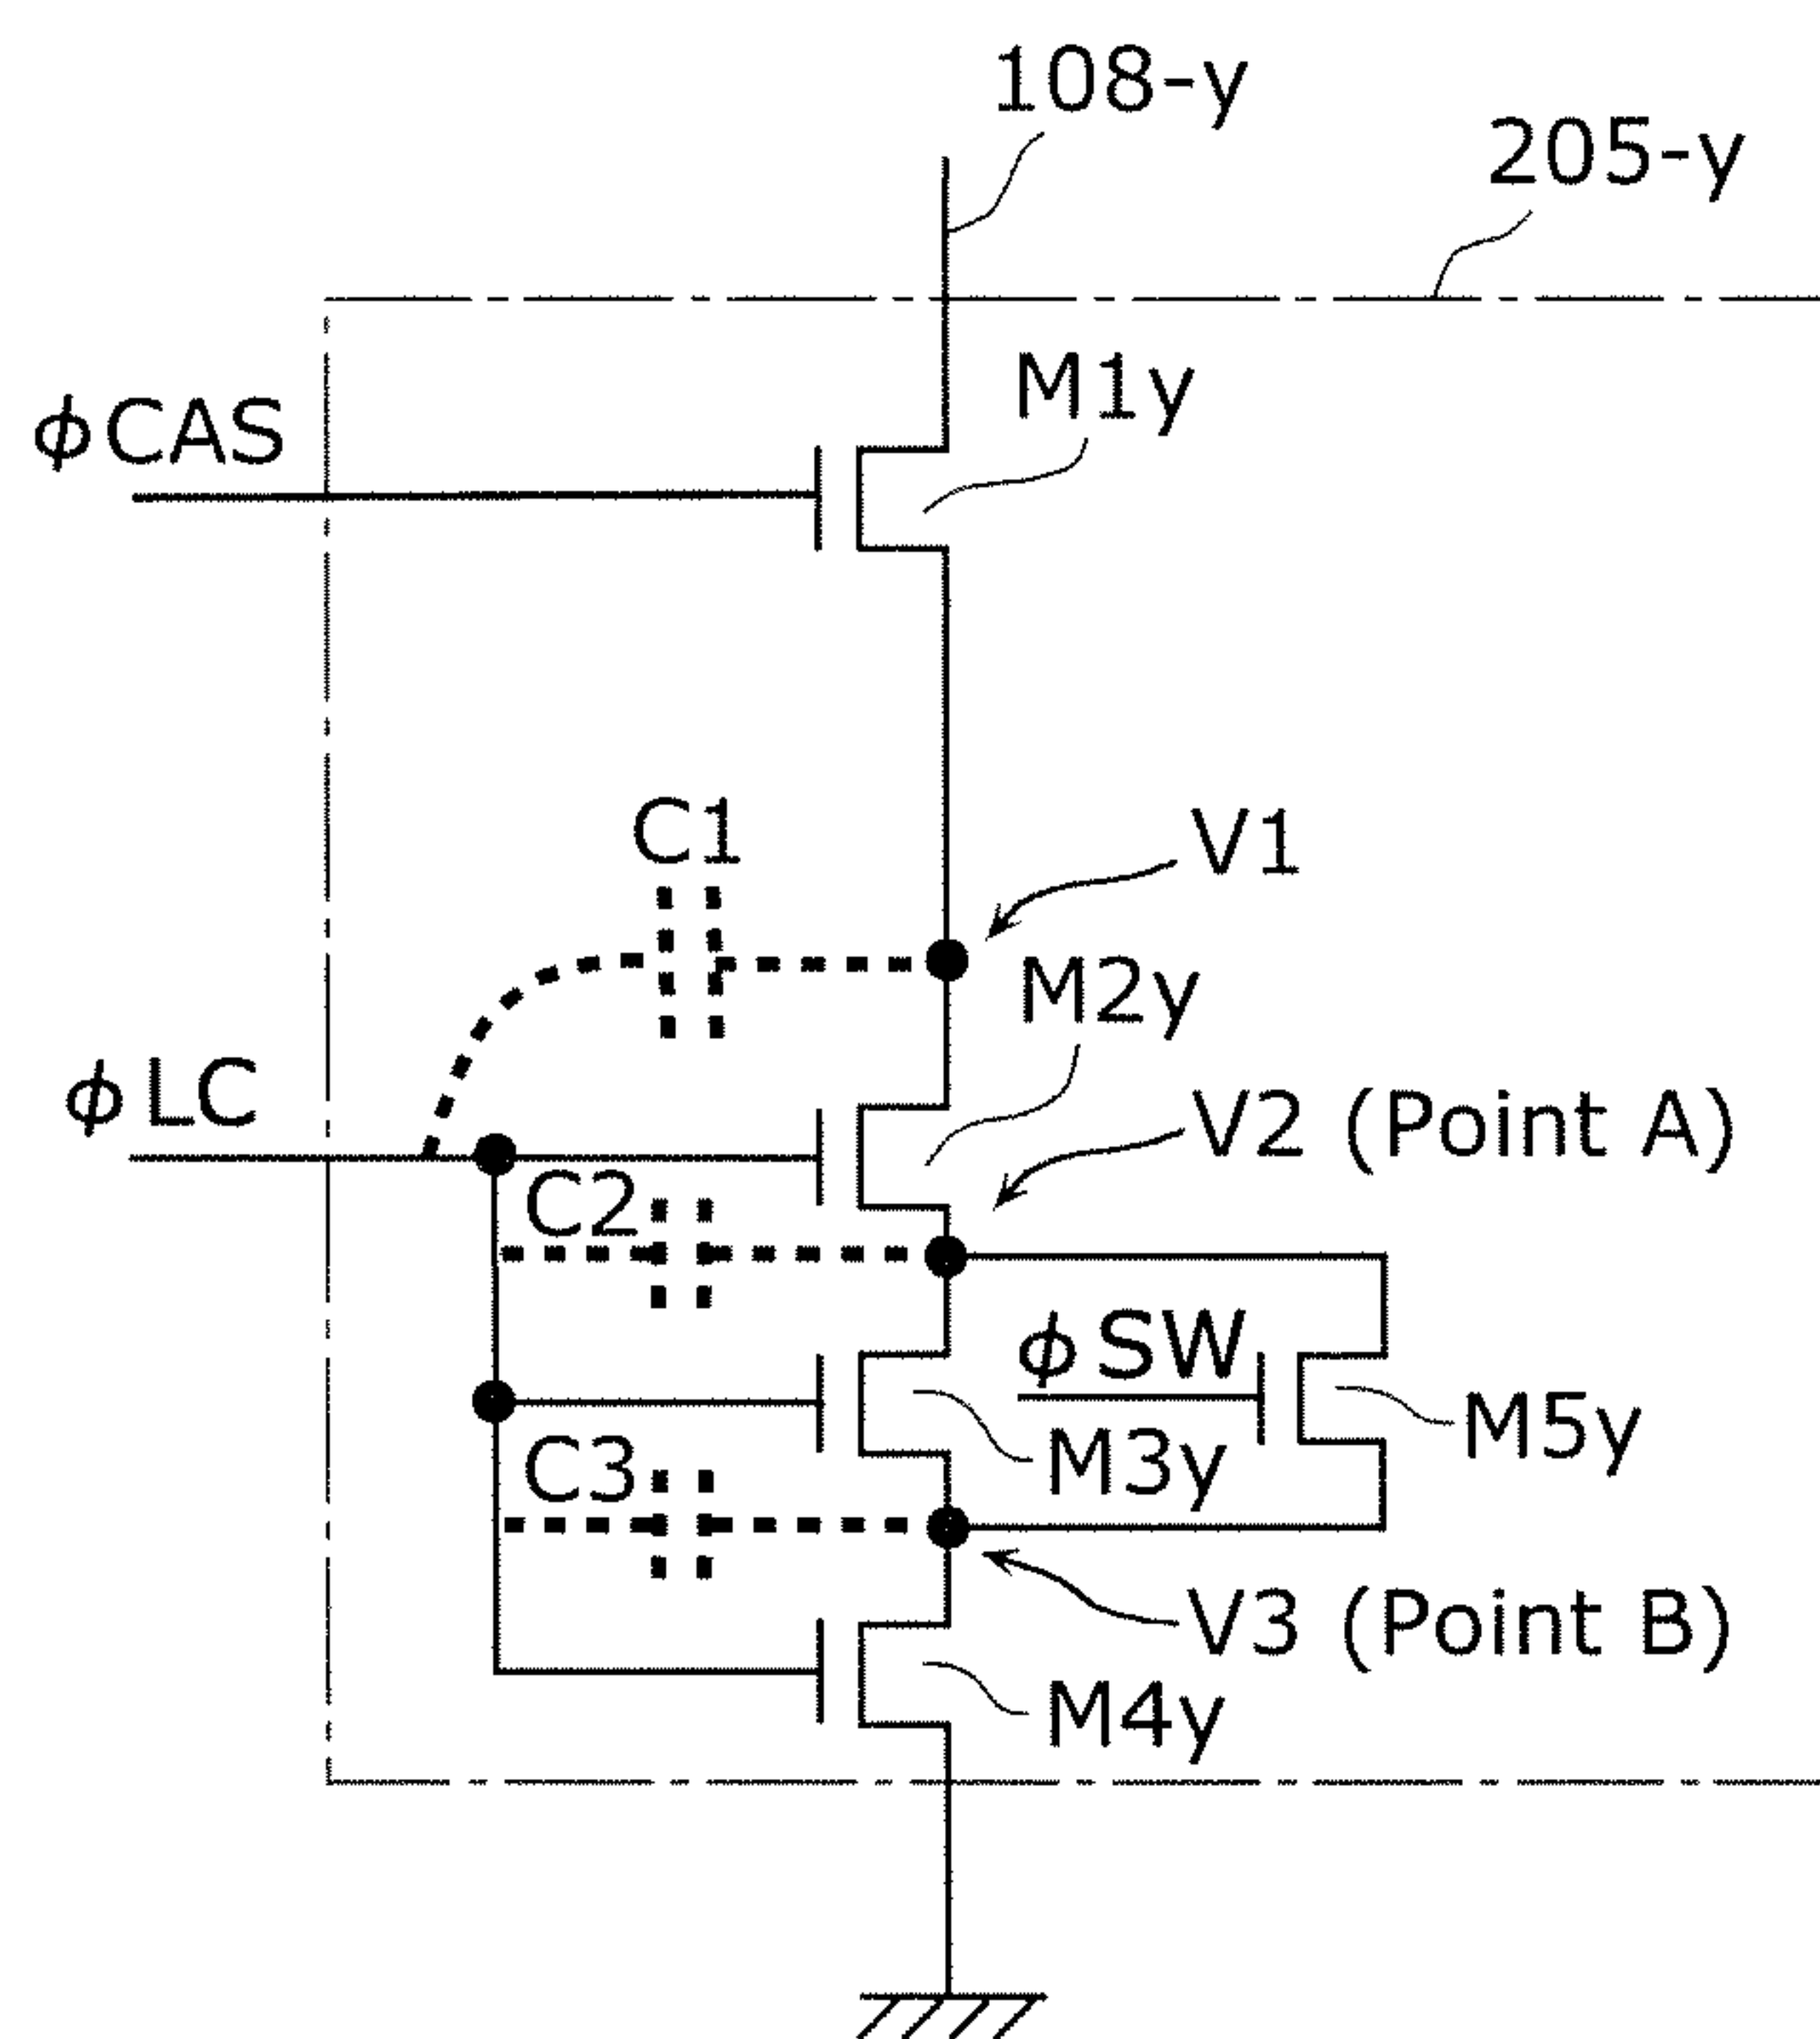 108-y
205-y
M1y
ϕCAS
C1
V1
M2y
ϕLC
V2 (Point A)
C2
ϕSW
M5y
M3y
C3
V3 (Point B)
M4y